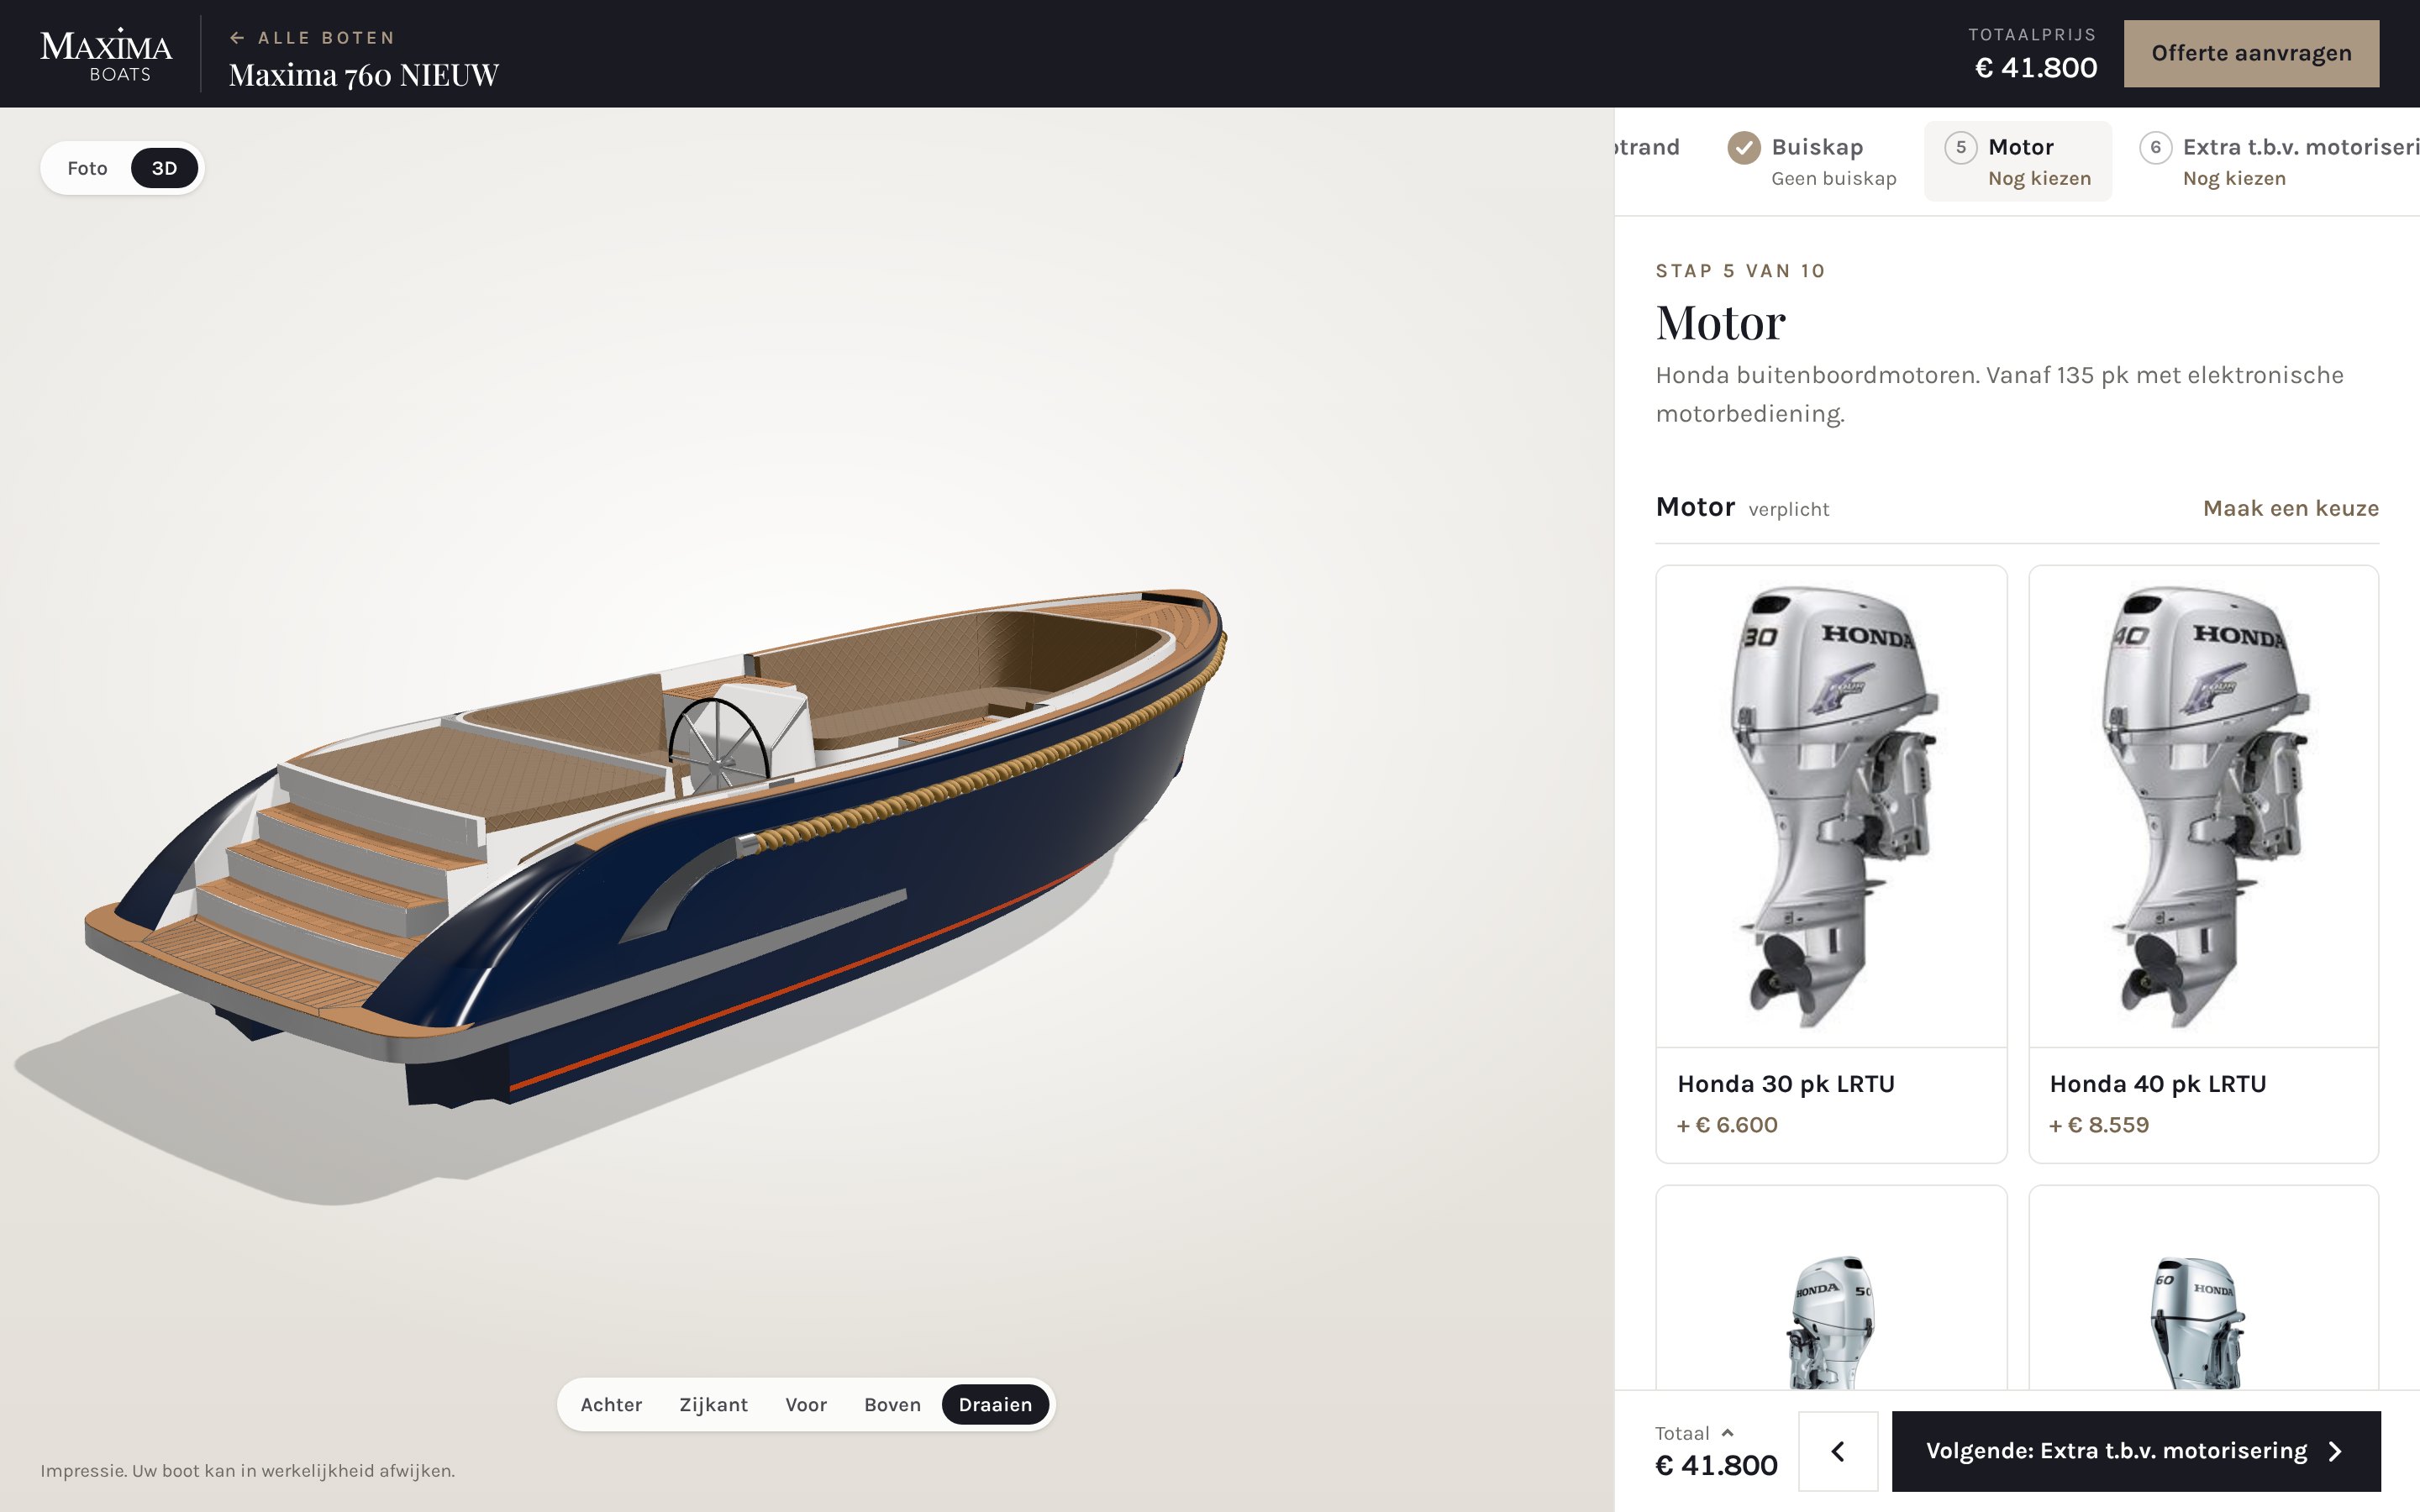 MAXIMA
BOATS
← ALLE BOTEN
Maxima 760 NIEUW
TOTAALPRIJS
€ 41.800
Offerte aanvragen
Foto
3D
Buiskap
Geen buiskap
5
Motor
Nog kiezen
6
Extra t.b.v.
Nog kiezen
STAP 5 VAN 10
Motor
Honda buitenboordmotoren. Vanaf 135 pk met elektronische
motorbediening.
Motor verplicht
Maak een keuze
30 HONDA
FOUR
40 HONDA
FOUR
Honda 30 pk LRTU
+ € 6.600
Honda 40 pk LRTU
+ € 8.559
HONDA 50
60 HONDA
Achter
Zijkant
Voor
Boven
Draaien
Impressie. Uw boot kan in werkelijkheid afwijken.
Totaal
€ 41.800
Volgende: Extra t.b.v. motorisering